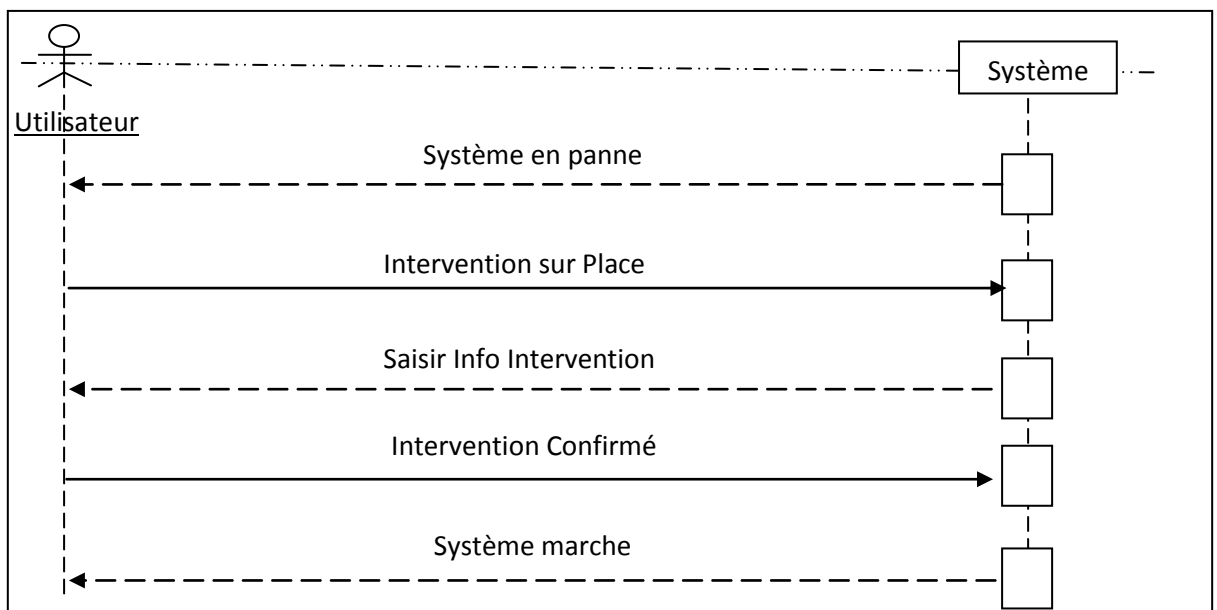 Système
Utilisateur
Système en panne
Intervention sur Place
Saisir Info Intervention
Intervention Confirmé
Système marche